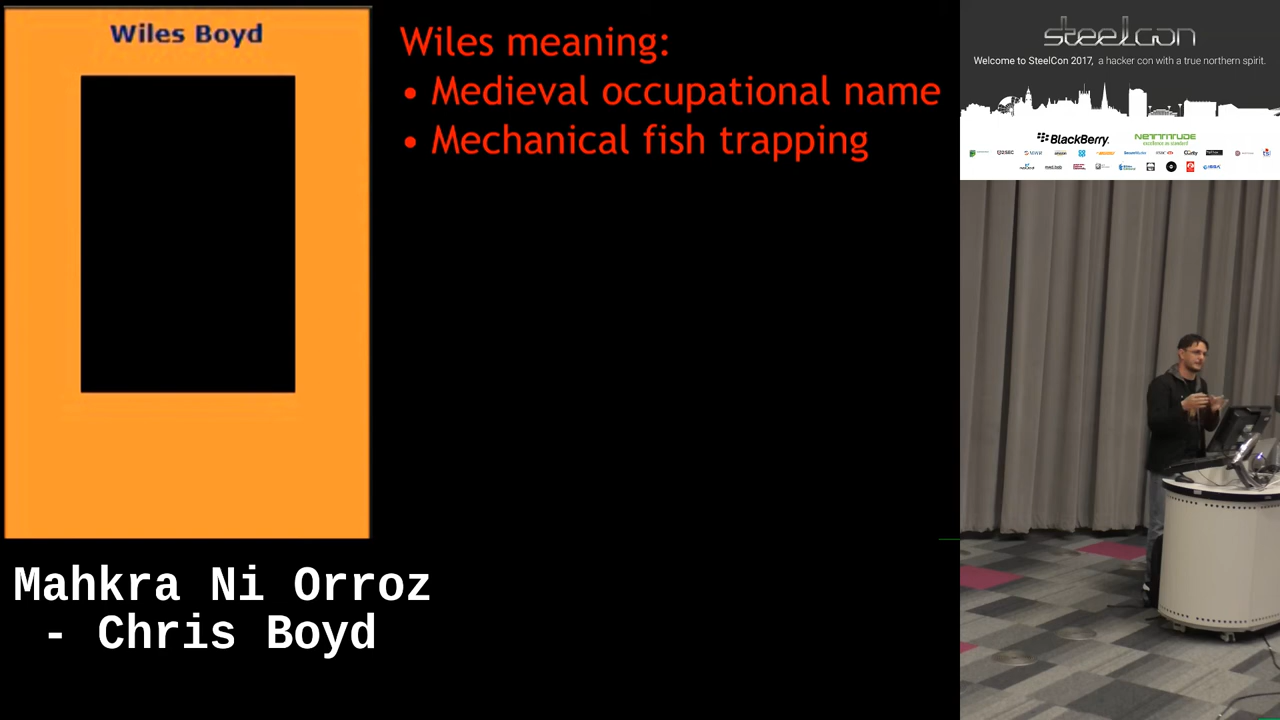 Wiles Boyd
Wiles meaning:
• Medieval occupational name
• Mechanical fish trapping
Mahkra Ni Orroz
- Chris Boyd
steelcon
Welcome to SteelCon 2017, a hacker con with a true northern spirit.
BlackBerry
NETTITUDE